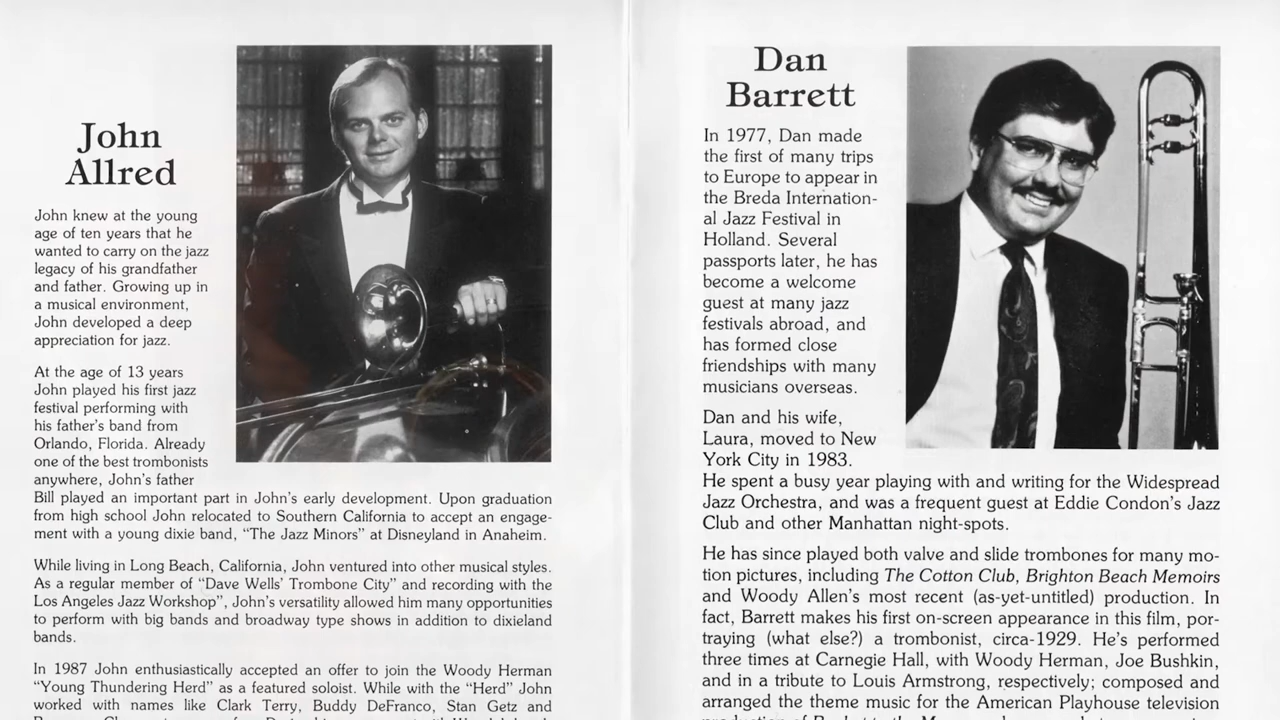 John
Allred
John knew at the young
age of ten years that he
wanted to carry on the jazz
legacy of his grandfather
and father. Growing up in
a musical environment,
John developed a deep
appreciation for jazz.
At the age of 13 years
John played his first jazz
festival performing with
his father's band from
Orlando, Florida. Already
one of the best trombonists
anywhere, John's father
Bill played an important part in John's early development. Upon graduation
from high school John relocated to Southern California to accept an engage-
ment with a young dixie band, "The Jazz Minors" at Disneyland in Anaheim.
While living in Long Beach, California, John ventured into other musical styles.
As a regular member of "Dave Wells' Trombone City" and recording with the
Los Angeles Jazz Workshop", John's versatility allowed him many opportunities
to perform with big bands and broadway type shows in addition to dixieland
bands.
In 1987 John enthusiastically accepted an offer to join the Woody Herman
"Young Thundering Herd" as a featured soloist. While with the "Herd" John
worked with names like Clark Terry, Buddy DeFranco, Stan Getz and
Dan
Barrett
In 1977, Dan made
the first of many trips
to Europe to appear in
the Breda Internation-
al Jazz Festival in
Holland. Several
passports later, he has
become a welcome
guest at many jazz
festivals abroad, and
has formed close
friendships with many
musicians overseas.
Dan and his wife,
Laura, moved to New
York City in 1983.
He spent a busy year playing with and writing for the Widespread
Jazz Orchestra, and was a frequent guest at Eddie Condon's Jazz
Club and other Manhattan night-spots.
He has since played both valve and slide trombones for many mo-
tion pictures, including The Cotton Club, Brighton Beach Memoirs
and Woody Allen's most recent (as-yet-untitled) production. In
fact, Barrett makes his first on-screen appearance in this film, por-
traying (what else?) a trombonist, circa-1929. He's performed
three times at Carnegie Hall, with Woody Herman, Joe Bushkin,
and in a tribute to Louis Armstrong, respectively; composed and
arranged the theme music for the American Playhouse television